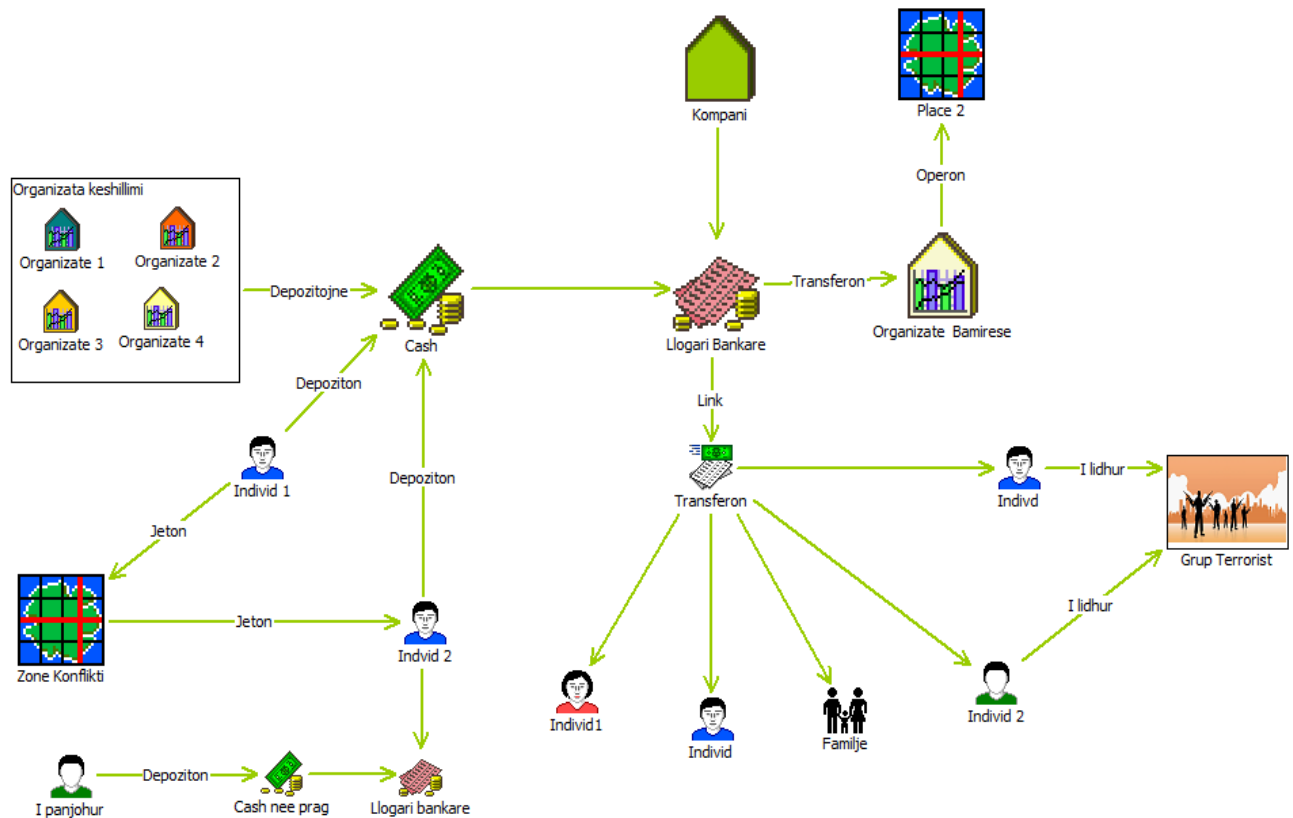 Kompani
Place 2
Operon
Organizata keshillimi
Organizate 1
Organizate 2
Organizate 3
Organizate 4
Depozitojne
Cash
Llogari Bankare
Transferon
Organizate Bamirese
Depoziton
Link
Individ 1
Depoziton
Transferon
Indivd
I lidhur
Grup Terrorist
Jeton
Zone Konflikti
Jeton
Indvid 2
I lidhur
Individ1
Individ
Familje
Individ 2
I panjohur
Depoziton
Cash nee prag
Llogari bankare